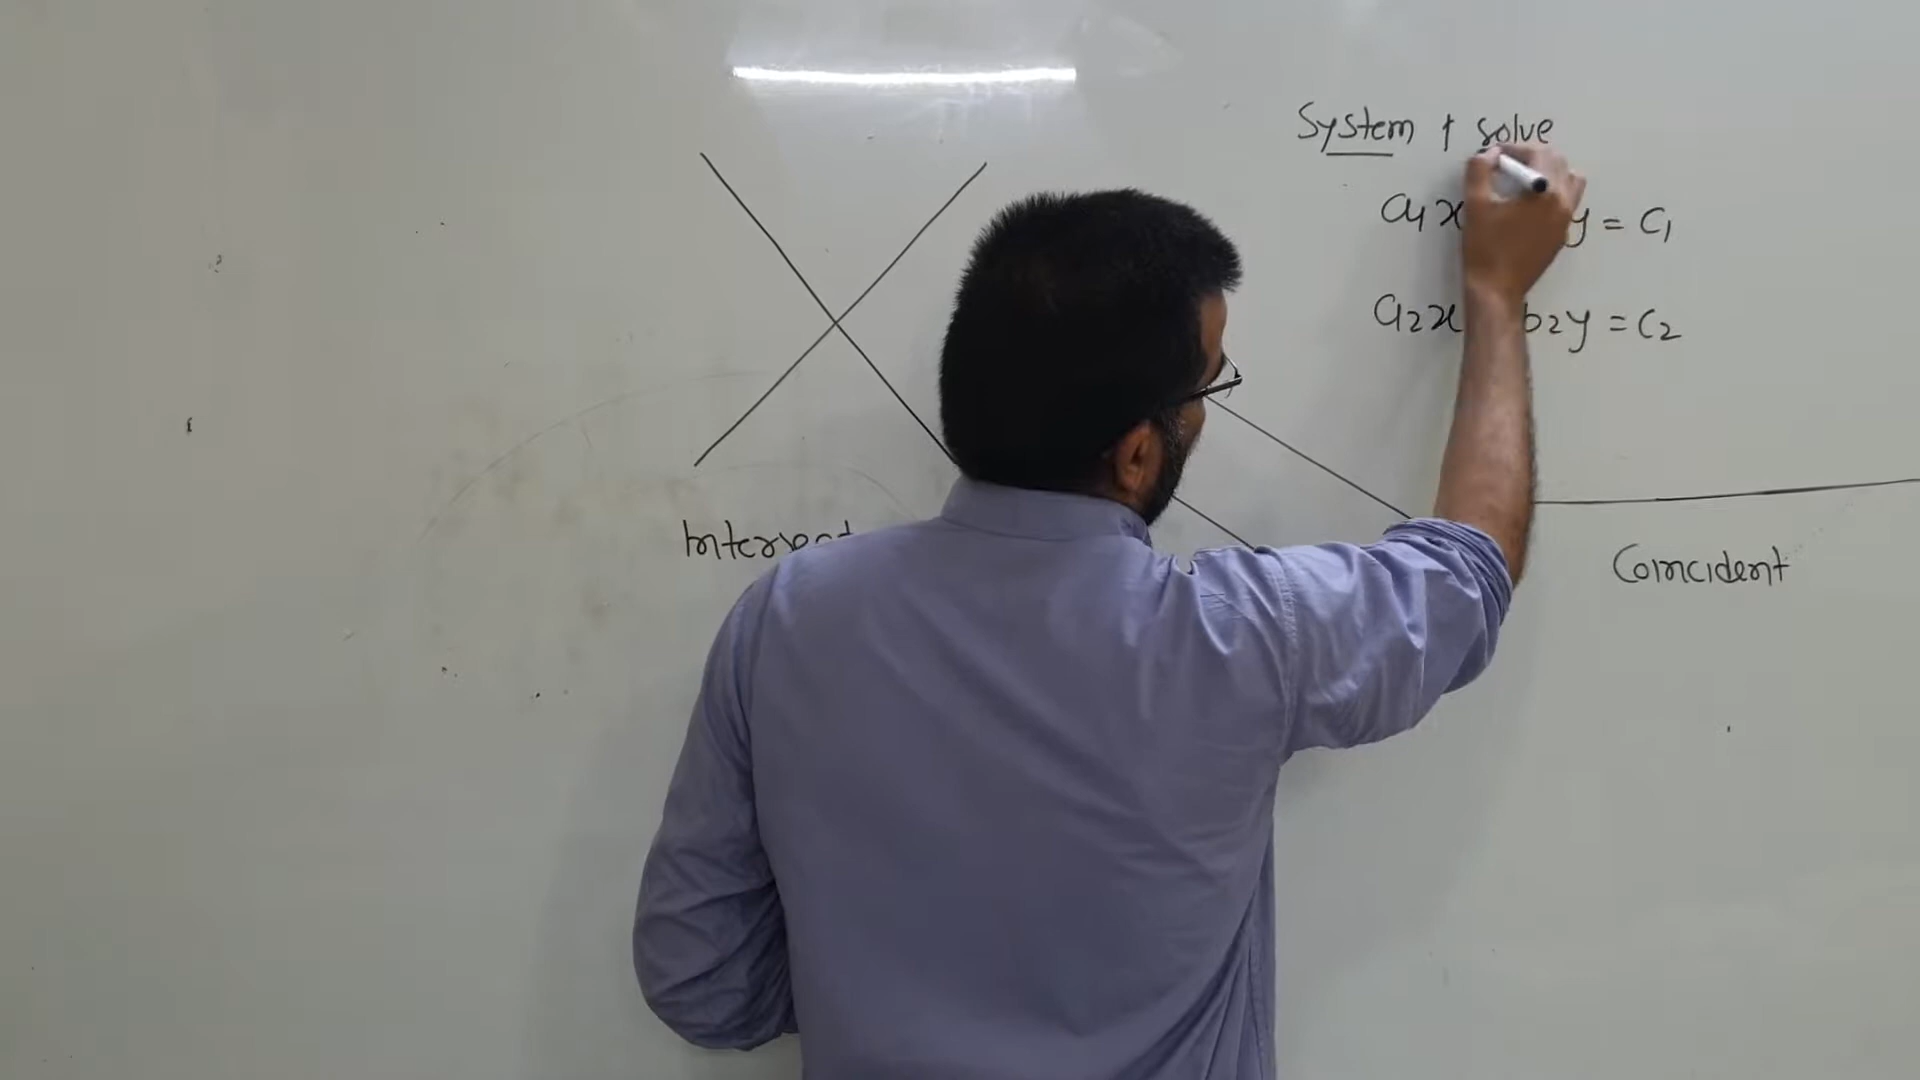 System & solve
a1x y = c1
a2x b2y = c2
Intersect
Coincident